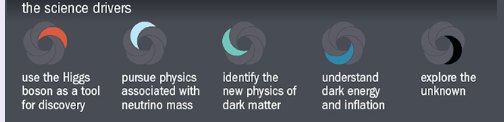 the science drivers
use the Higgs
boson as a tool
for discovery
pursue physics
associated with
neutrino mass
identify the
new physics of
dark matter
understand
dark energy
and inflation
explore the
unknown